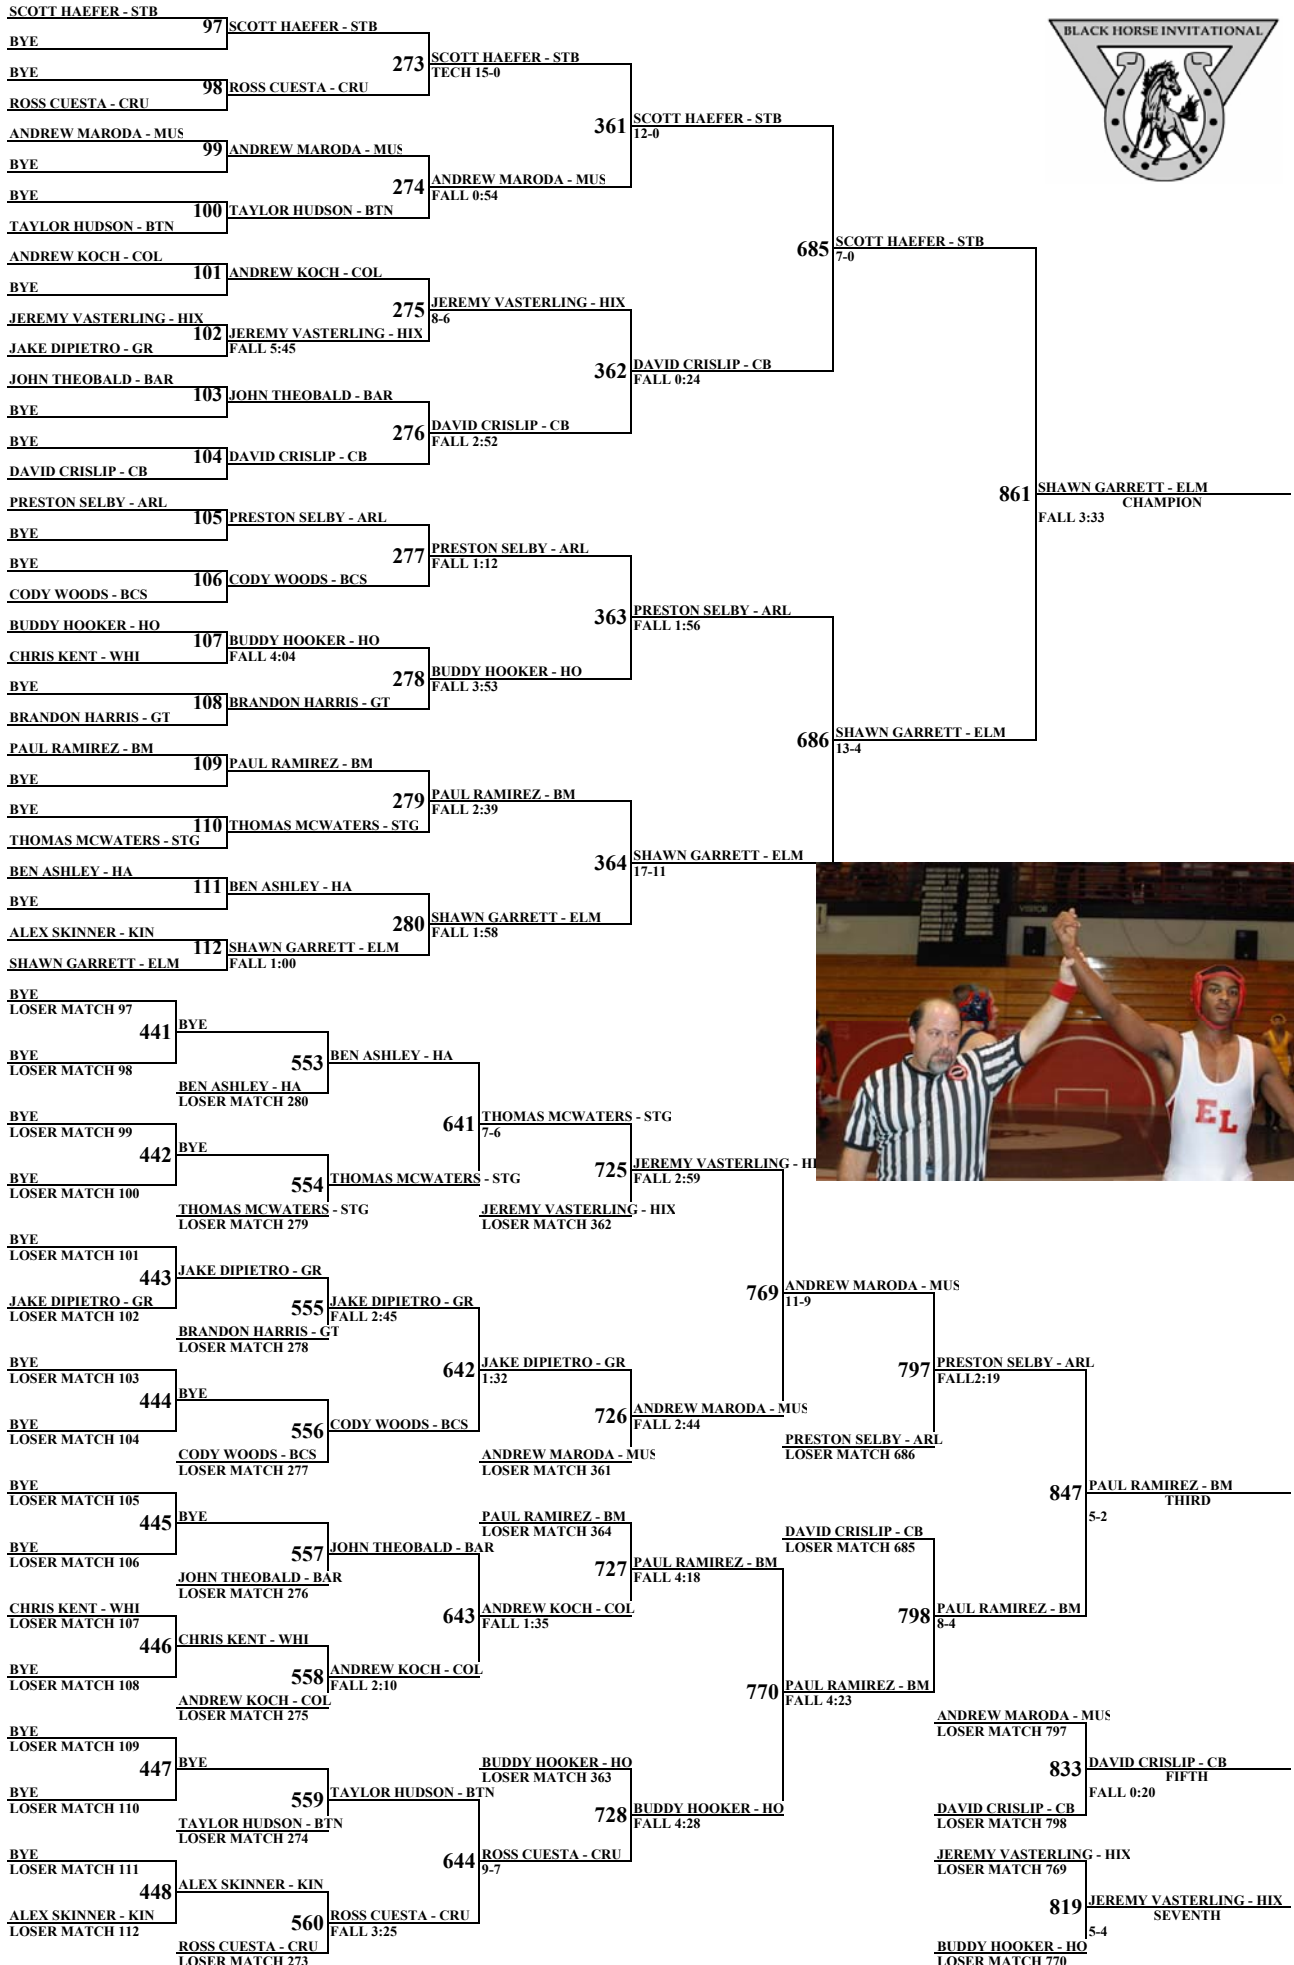 SCOTT HAEFER - STB
BYE
BYE
ROSS CUESTA - CRU
ANDREW MARODA - MUS
BYE
BYE
TAYLOR HUDSON - BTN
ANDREW KOCH - COL
BYE
JEREMY VASTERLING - HIX
JAKE DIPIETRO - GR
JOHN THEOBALD - BAR
BYE
BYE
DAVID CRISLIP - CB
PRESTON SELBY - ARL
BYE
BYE
CODY WOODS - BCS
BUDDY HOOKER - HO
CHRIS KENT - WHI
BYE
BRANDON HARRIS - GT
PAUL RAMIREZ - BM
BYE
BYE
THOMAS MCWATERS - STG
BEN ASHLEY - HA
BYE
ALEX SKINNER - KIN
SHAWN GARRETT - ELM
97 SCOTT HAEFER - STB
98 ROSS CUESTA - CRU
99 ANDREW MARODA - MUS
100 TAYLOR HUDSON - BTN
101 ANDREW KOCH - COL
102 JEREMY VASTERLING - HIX
FALL 5:45
103 JOHN THEOBALD - BAR
104 DAVID CRISLIP - CB
105 PRESTON SELBY - ARL
106 CODY WOODS - BCS
107 BUDDY HOOKER - HO
FALL 4:04
108 BRANDON HARRIS - GT
109 PAUL RAMIREZ - BM
110 THOMAS MCWATERS - STG
111 BEN ASHLEY - HA
112 SHAWN GARRETT - ELM
FALL 1:00
273 SCOTT HAEFER - STB
TECH 15-0
274 ANDREW MARODA - MUS
FALL 0:54
275 JEREMY VASTERLING - HIX
8-6
276 DAVID CRISLIP - CB
FALL 2:52
277 PRESTON SELBY - ARL
FALL 1:12
278 BUDDY HOOKER - HO
FALL 3:53
279 PAUL RAMIREZ - BM
FALL 2:39
280 SHAWN GARRETT - ELM
FALL 1:58
361 SCOTT HAEFER - STB
12-0
362 DAVID CRISLIP - CB
FALL 0:24
363 PRESTON SELBY - ARL
FALL 1:56
364 SHAWN GARRETT - ELM
17-11
685 SCOTT HAEFER - STB
7-0
686 SHAWN GARRETT - ELM
13-4
861 SHAWN GARRETT - ELM
CHAMPION
FALL 3:33
BLACK HORSE INVITATIONAL
VISITOR
EL
BYE
LOSER MATCH 97
BYE
LOSER MATCH 98
BYE
LOSER MATCH 99
BYE
LOSER MATCH 100
BYE
LOSER MATCH 101
JAKE DIPIETRO - GR
LOSER MATCH 102
BYE
LOSER MATCH 103
BYE
LOSER MATCH 104
BYE
LOSER MATCH 105
BYE
LOSER MATCH 106
CHRIS KENT - WHI
LOSER MATCH 107
BYE
LOSER MATCH 108
BYE
LOSER MATCH 109
BYE
LOSER MATCH 110
BYE
LOSER MATCH 111
ALEX SKINNER - KIN
LOSER MATCH 112
441 BYE
BEN ASHLEY - HA
LOSER MATCH 280
442 BYE
THOMAS MCWATERS - STG
LOSER MATCH 279
443 JAKE DIPIETRO - GR
BRANDON HARRIS - GT
LOSER MATCH 278
444 BYE
CODY WOODS - BCS
LOSER MATCH 277
445 BYE
JOHN THEOBALD - BAR
LOSER MATCH 276
446 CHRIS KENT - WHI
ANDREW KOCH - COL
LOSER MATCH 275
447 BYE
TAYLOR HUDSON - BTN
LOSER MATCH 274
448 ALEX SKINNER - KIN
ROSS CUESTA - CRU
LOSER MATCH 273
553 BEN ASHLEY - HA
554 THOMAS MCWATERS - STG
555 JAKE DIPIETRO - GR
FALL 2:45
556 CODY WOODS - BCS
557 JOHN THEOBALD - BAR
558 ANDREW KOCH - COL
FALL 2:10
559 TAYLOR HUDSON - BTN
560 ROSS CUESTA - CRU
FALL 3:25
641 THOMAS MCWATERS - STG
7-6
JEREMY VASTERLING - HIX
LOSER MATCH 362
642 JAKE DIPIETRO - GR
1:32
ANDREW MARODA - MUS
LOSER MATCH 361
PAUL RAMIREZ - BM
LOSER MATCH 364
643 ANDREW KOCH - COL
FALL 1:35
BUDDY HOOKER - HO
LOSER MATCH 363
644 ROSS CUESTA - CRU
9-7
725 JEREMY VASTERLING - HI
FALL 2:59
726 ANDREW MARODA - MUS
FALL 2:44
727 PAUL RAMIREZ - BM
FALL 4:18
728 BUDDY HOOKER - HO
FALL 4:28
769 ANDREW MARODA - MUS
11-9
PRESTON SELBY - ARL
LOSER MATCH 686
DAVID CRISLIP - CB
LOSER MATCH 685
770 PAUL RAMIREZ - BM
FALL 4:23
797 PRESTON SELBY - ARL
FALL2:19
798 PAUL RAMIREZ - BM
8-4
847 PAUL RAMIREZ - BM
THIRD
5-2
ANDREW MARODA - MUS
LOSER MATCH 797
833 DAVID CRISLIP - CB
FIFTH
FALL 0:20
DAVID CRISLIP - CB
LOSER MATCH 798
JEREMY VASTERLING - HIX
LOSER MATCH 769
819 JEREMY VASTERLING - HIX
SEVENTH
5-4
BUDDY HOOKER - HO
LOSER MATCH 770